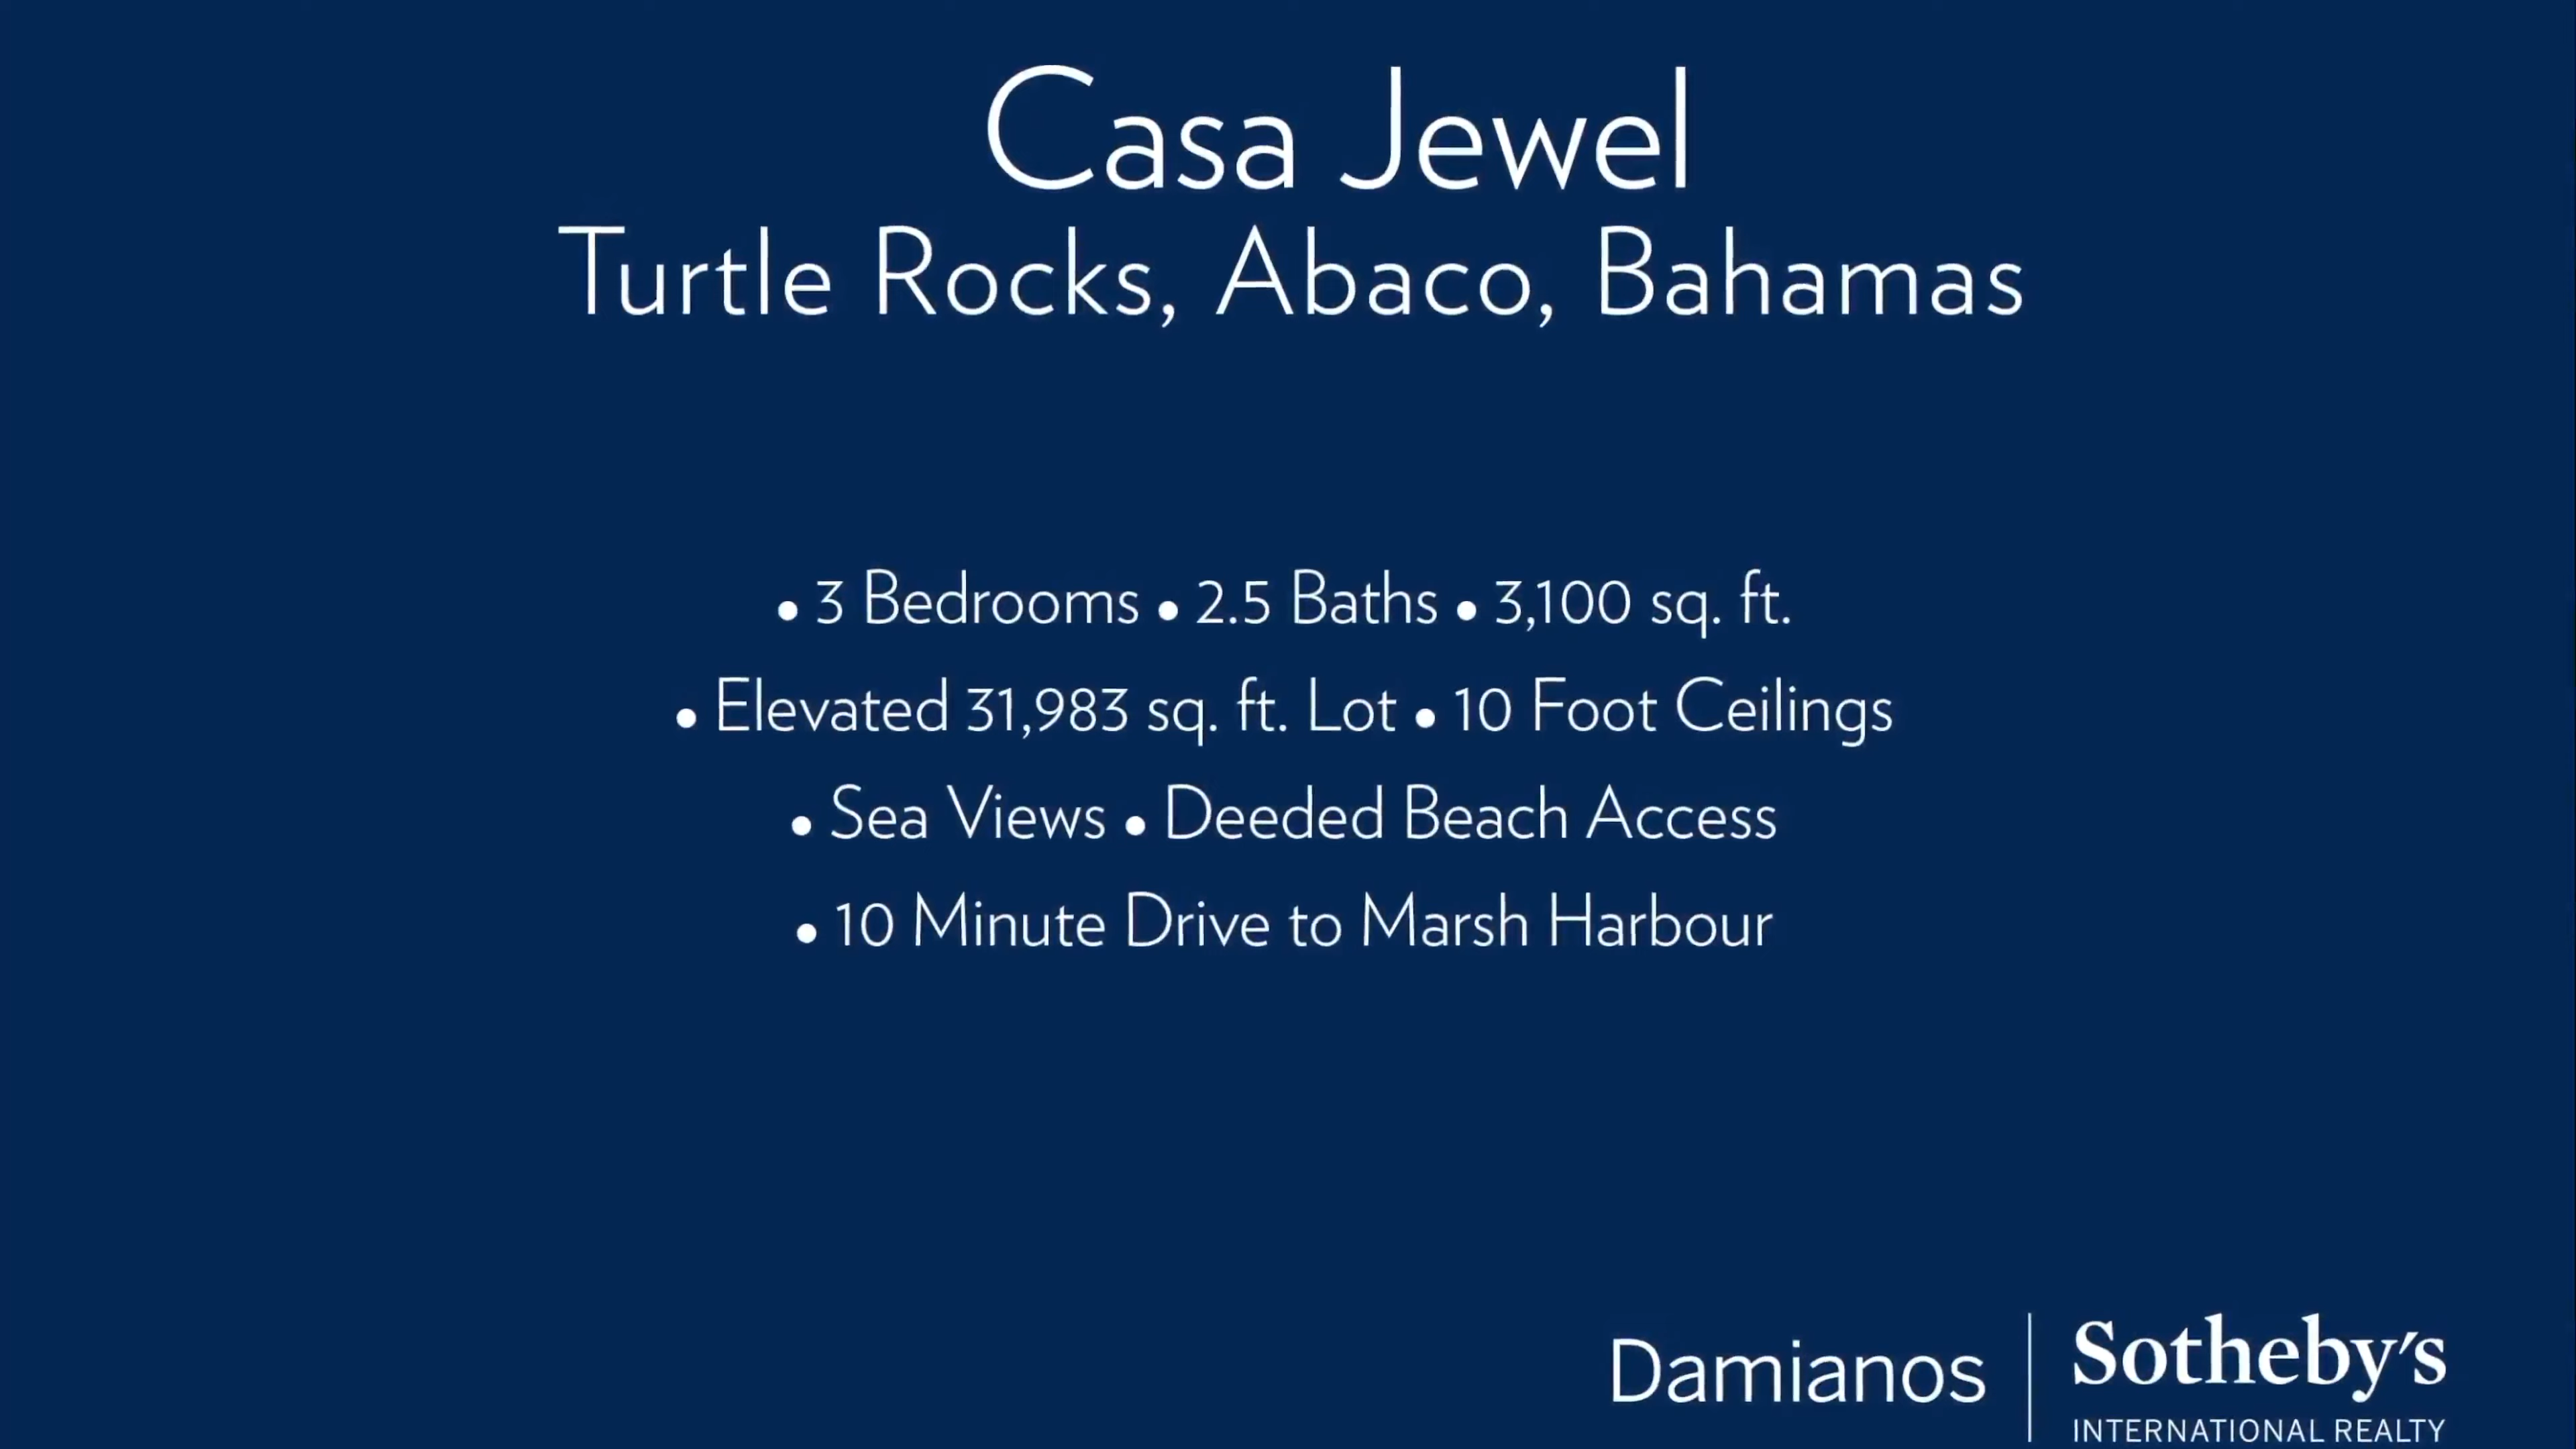 Casa Jewel
Turtle Rocks, Abaco, Bahamas
• 3 Bedrooms • 2.5 Baths • 3,100 sq. ft.
• Elevated 31,983 sq. ft. Lot • 10 Foot Ceilings
• Sea Views • Deeded Beach Access
• 10 Minute Drive to Marsh Harbour
Damianos | Sotheby's
INTERNATIONAL REALTY